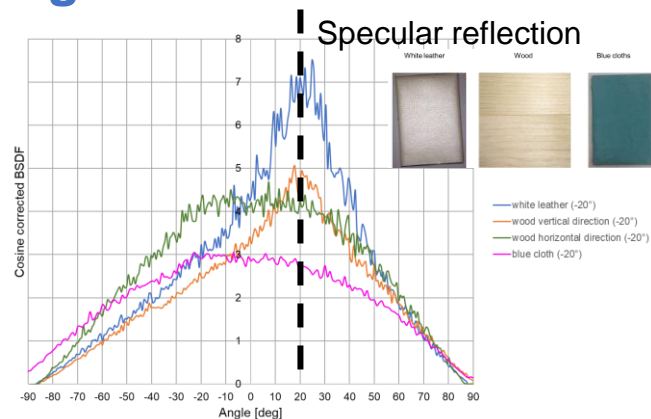 g
Specular reflection
White leather
Wood
Blue cloths
Cosine corrected BSDF
8
7
6
5
4
3
2
1
0
white leather (-20°)
wood vertical direction (-20°)
wood horizontal direction (-20°)
blue cloth (-20°)
-90 -80 -70 -60 -50 -40 -30 -20 -10 0 10 20 30 40 50 60 70 80 90
Angle [deg]